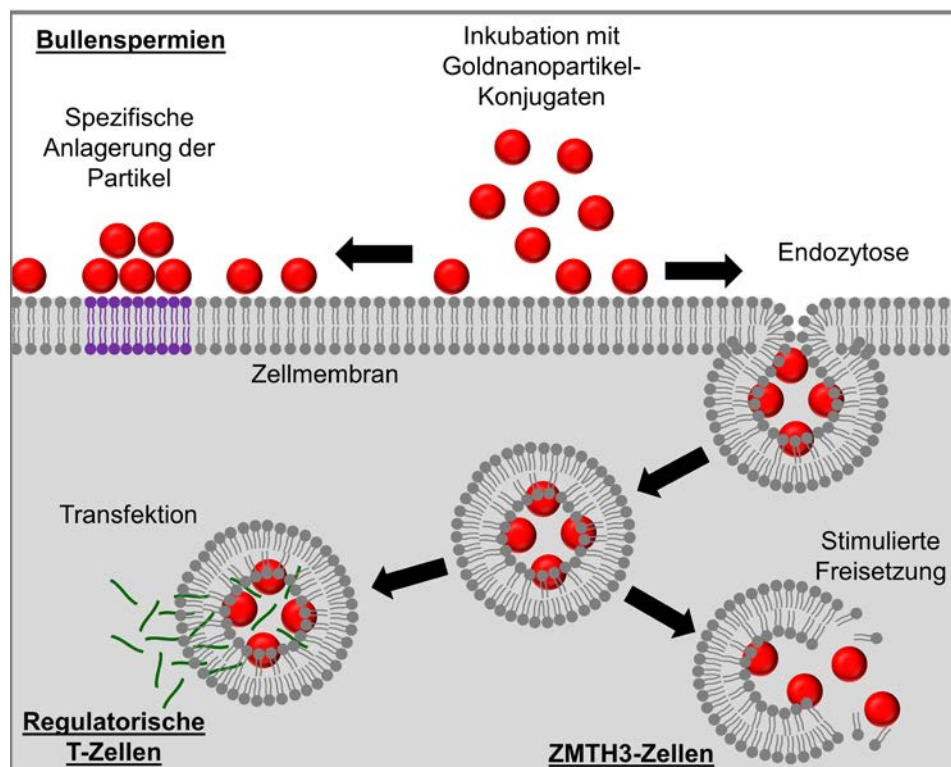 Bullenspermien
Inkubation mit
Goldnanopartikel-
Konjugaten
Spezifische
Anlagerung der
Partikel
Endozytose
Zellmembran
Transfektion
Stimulierte
Freisetzung
Regulatorische
T-Zellen
ZMTH3-Zellen